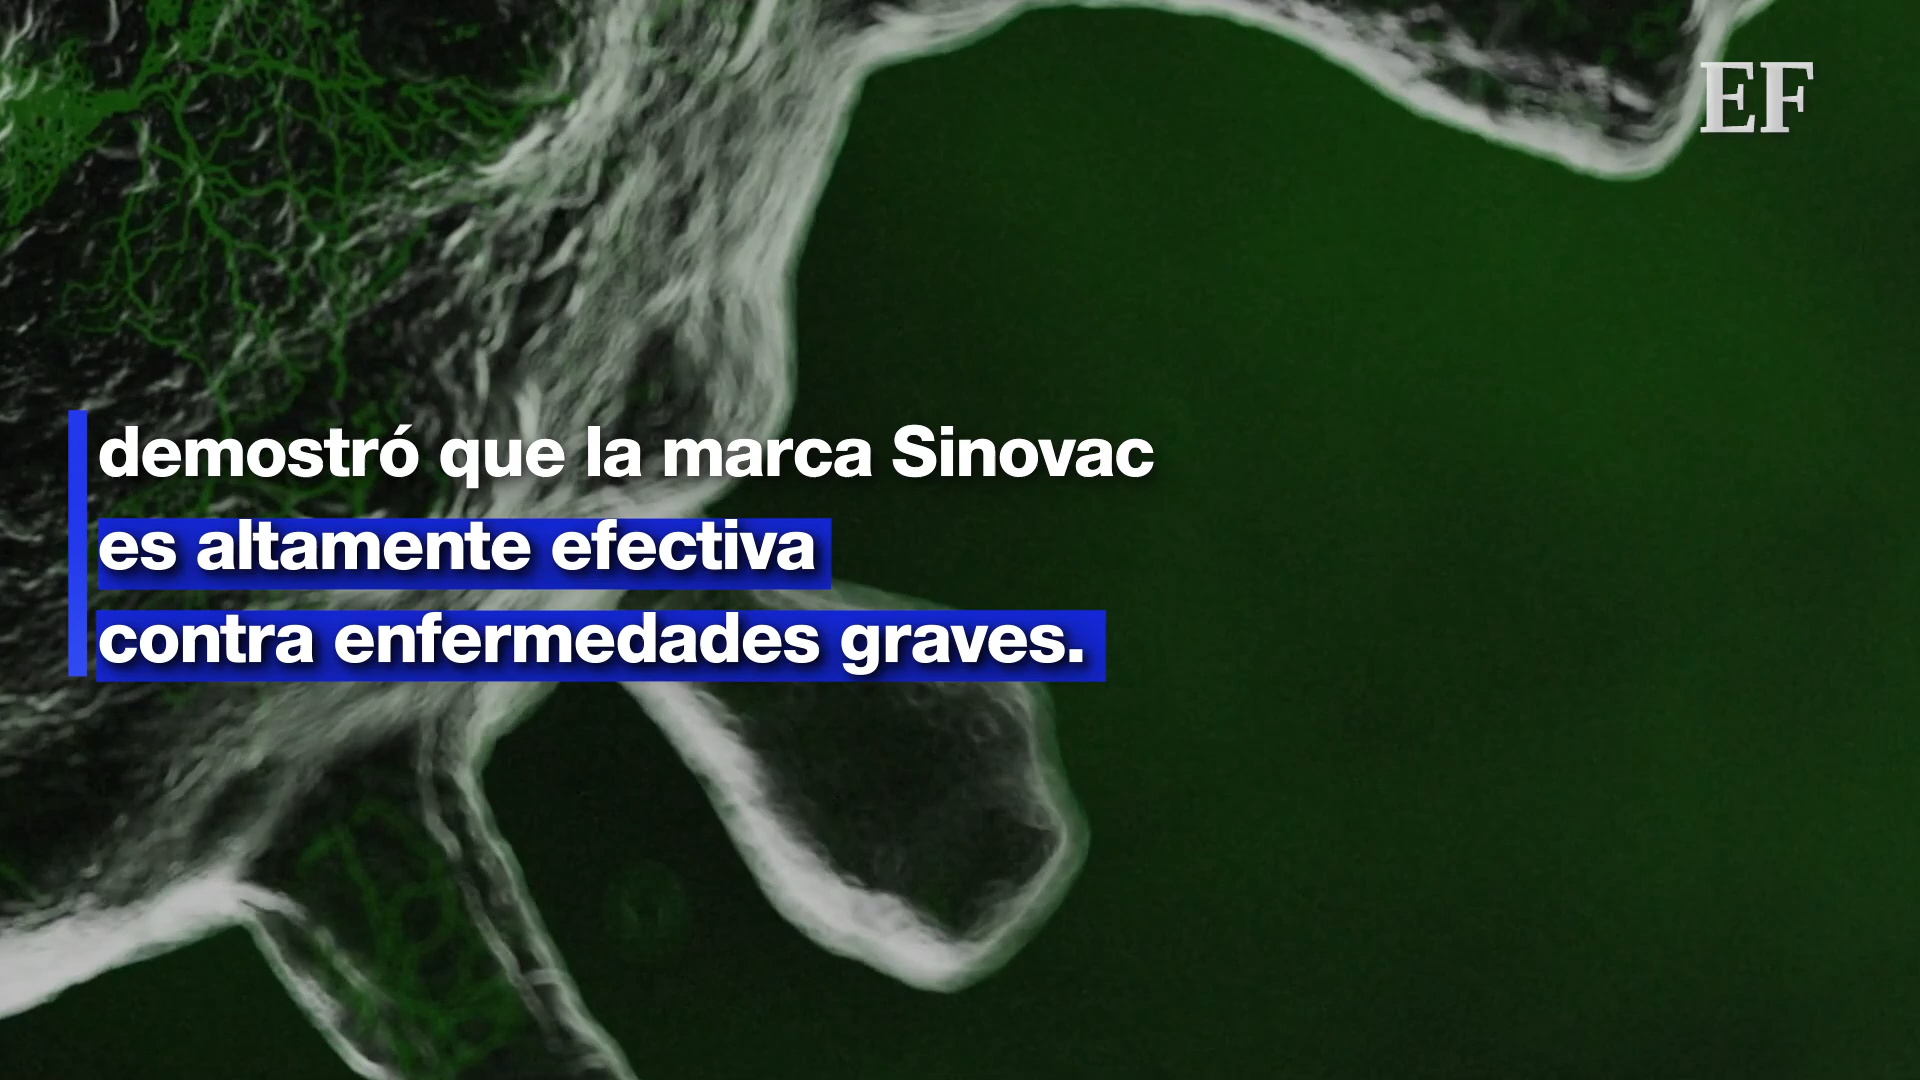 EF
demostró que la marca Sinovac
es altamente efectiva
contra enfermedades graves.